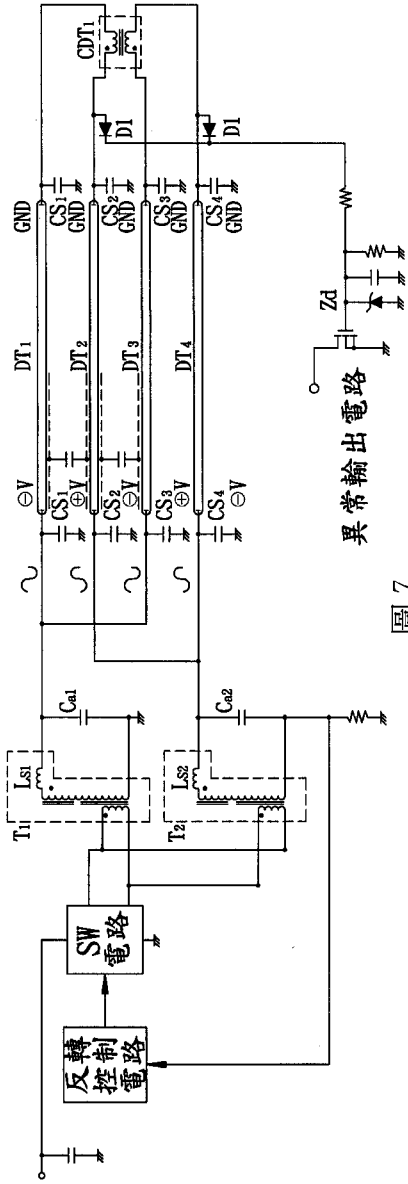 反轉
控制
電路
SW
電路
T1
LS1
Ca1
T2
LS2
Ca2
⊖V
CS1
⊕V
CS2
⊖V
CS3
⊕V
CS4
⊖V
DT1
DT2
DT3
DT4
GND
CS1
GND
CS2
GND
CS3
GND
CS4
GND
CDT1
D1
D1
Zd
異常輸出電路
圖 7